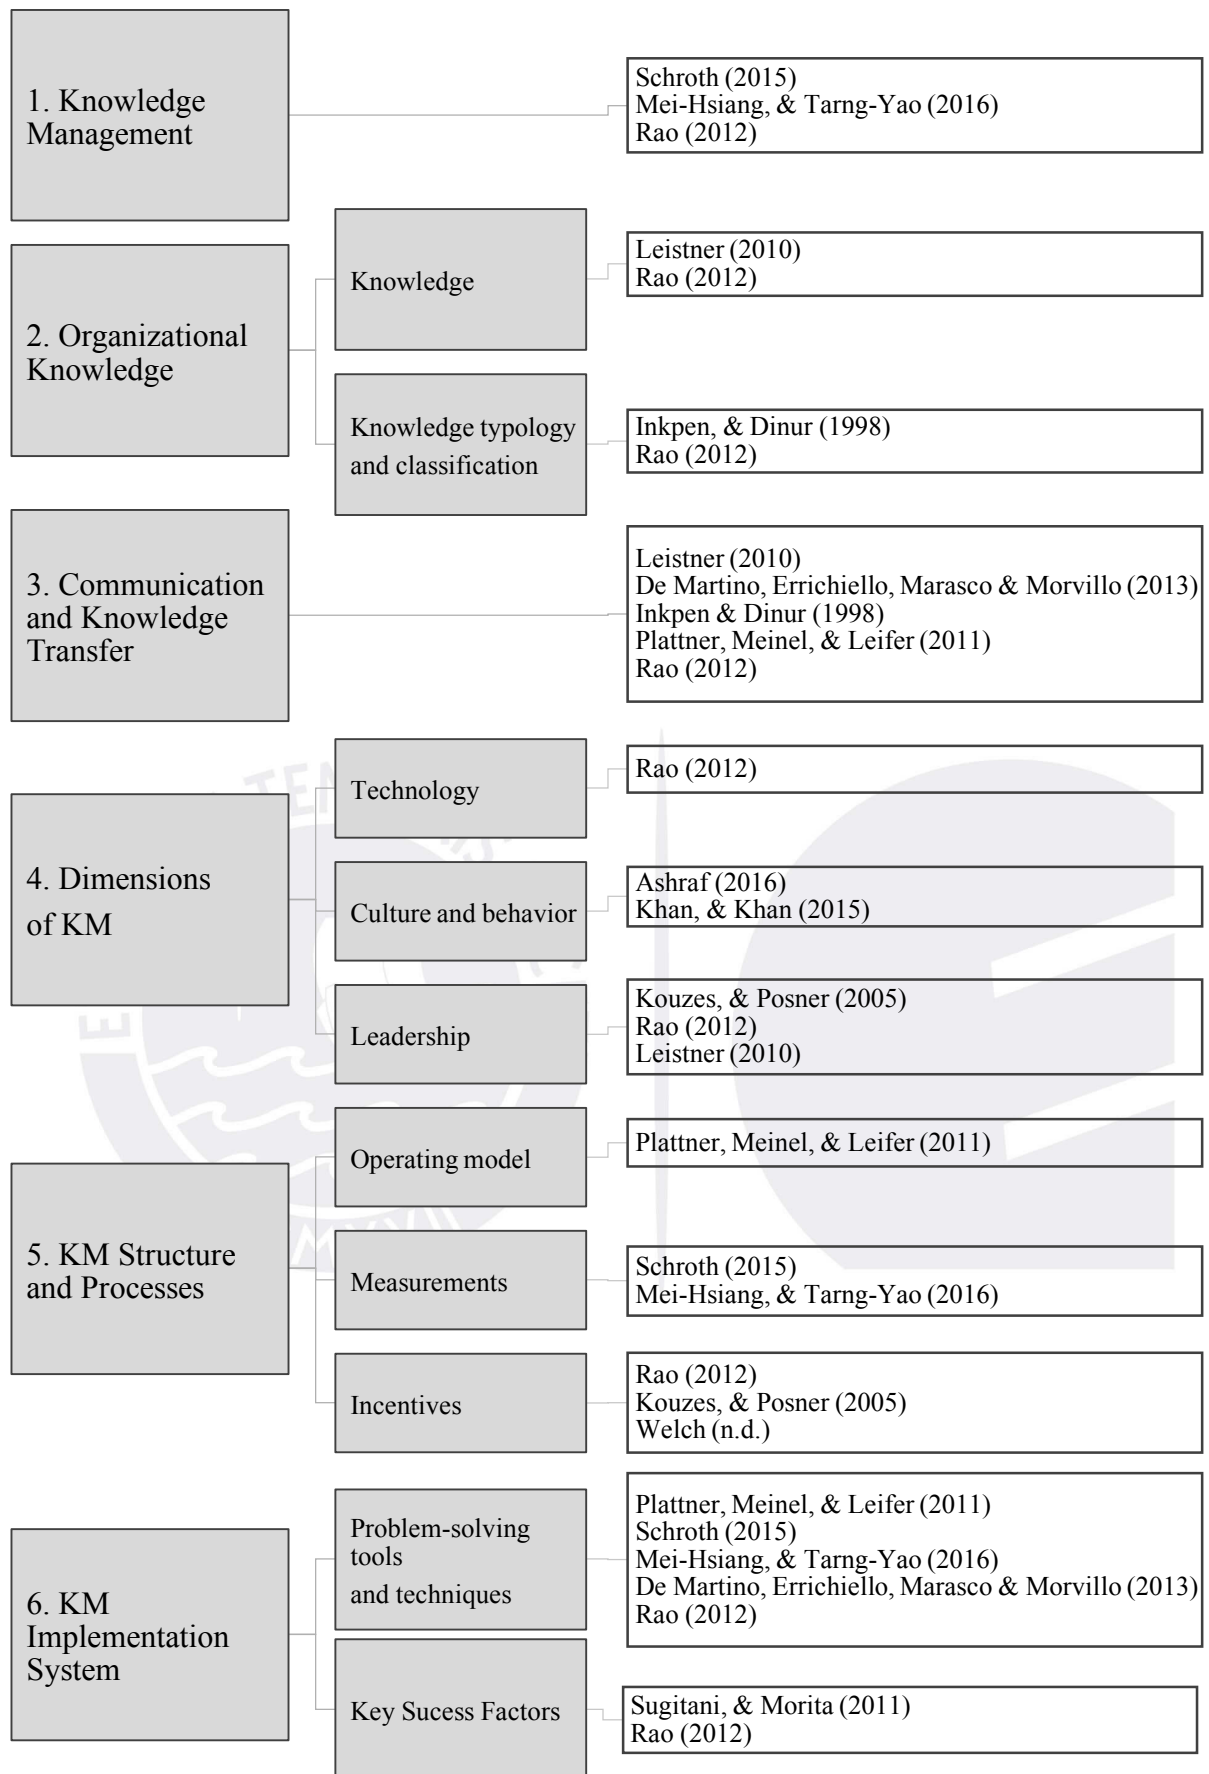 1. Knowledge
Management
Schroth (2015)
Mei-Hsiang, & Tarng-Yao (2016)
Rao (2012)
2. Organizational
Knowledge
Knowledge
Leistner (2010)
Rao (2012)
Knowledge typology
and classification
Inkpen, & Dinur (1998)
Rao (2012)
3. Communication
and Knowledge
Transfer
Leistner (2010)
De Martino, Errichiello, Marasco & Morvillo (2013)
Inkpen & Dinur (1998)
Plattner, Meinel, & Leifer (2011)
Rao (2012)
4. Dimensions
of KM
Technology
Rao (2012)
Culture and behavior
Ashraf (2016)
Khan, & Khan (2015)
Leadership
Kouzes, & Posner (2005)
Rao (2012)
Leistner (2010)
5. KM Structure
and Processes
Operating model
Plattner, Meinel, & Leifer (2011)
Measurements
Schroth (2015)
Mei-Hsiang, & Tarng-Yao (2016)
Incentives
Rao (2012)
Kouzes, & Posner (2005)
Welch (n.d.)
6. KM
Implementation
System
Problem-solving
tools
and techniques
Plattner, Meinel, & Leifer (2011)
Schroth (2015)
Mei-Hsiang, & Tarng-Yao (2016)
De Martino, Errichiello, Marasco & Morvillo (2013)
Rao (2012)
Key Sucess Factors
Sugitani, & Morita (2011)
Rao (2012)